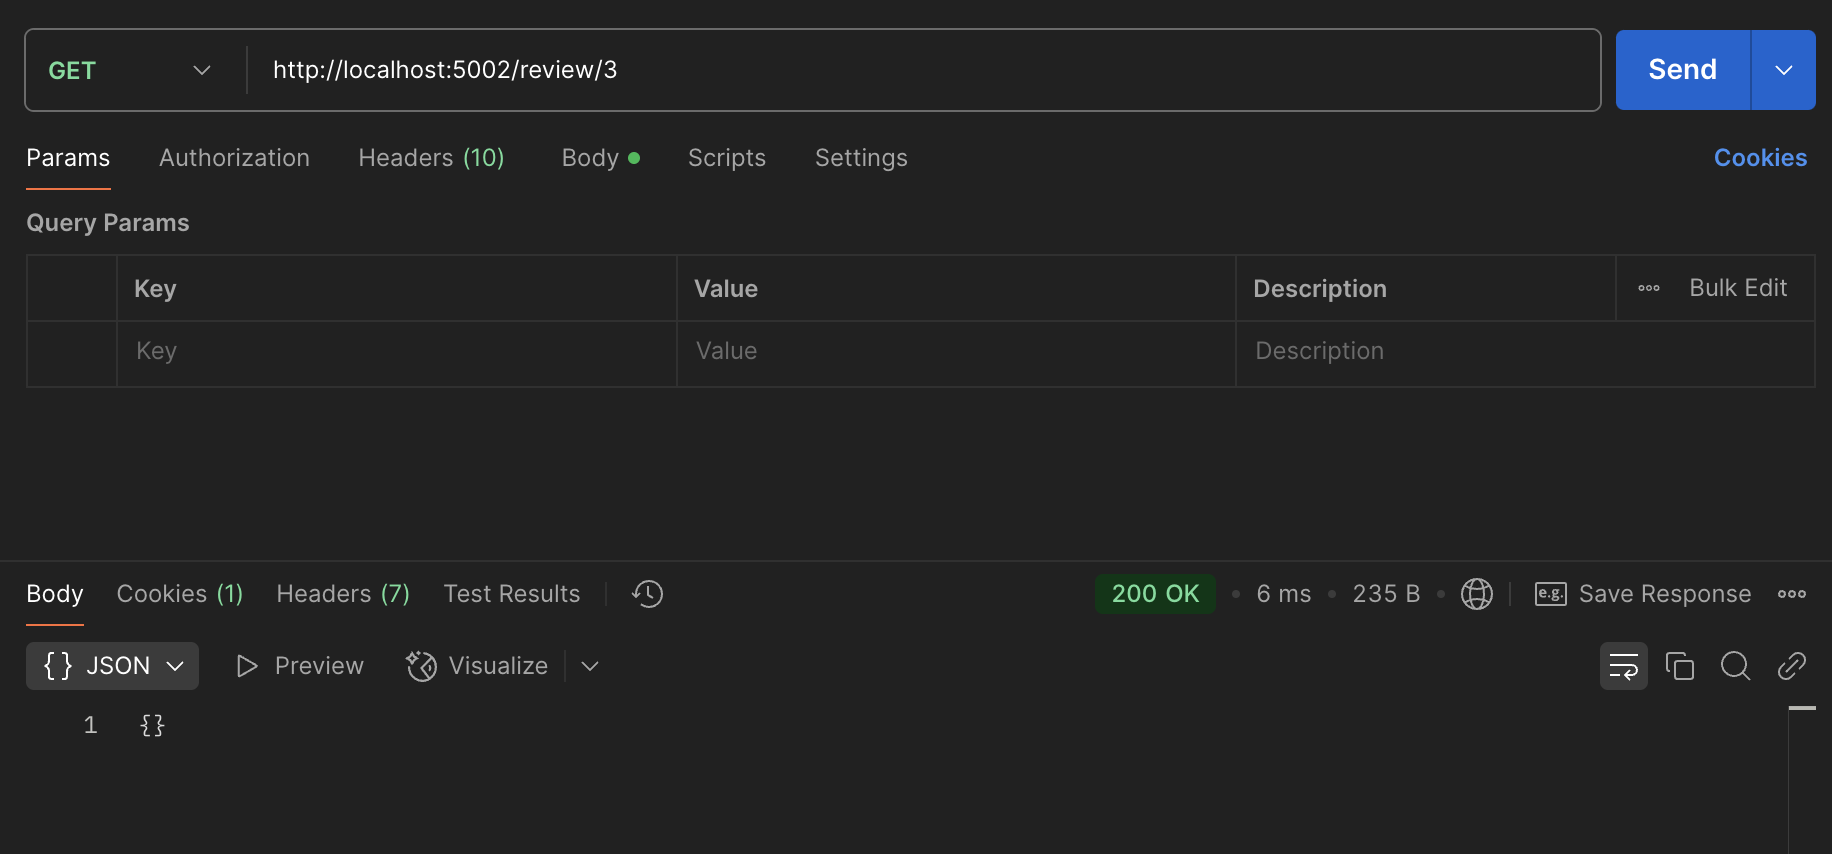 GET http://localhost:5002/review/3 Send
Params Authorization Headers (10) Body Scripts Settings Cookies
Query Params
Key Value Description Bulk Edit
Key Value Description
Body Cookies (1) Headers (7) Test Results 200 OK • 6 ms • 235 B • e.g. Save Response
{} JSON Preview Visualize
1 {}